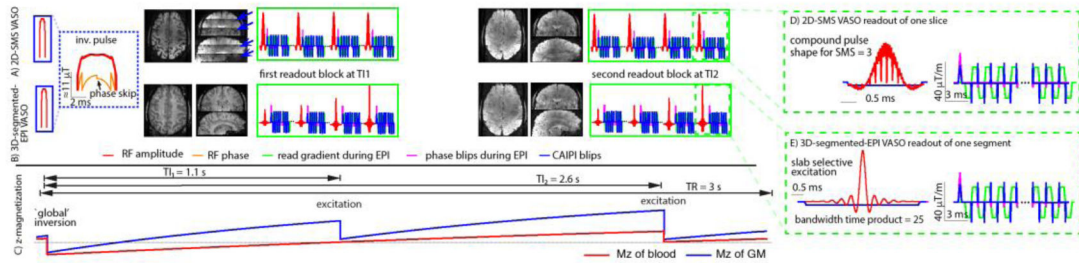 A) 2D-SMS VASO
inv. pulse
≈11 μT
phase skip
2 ms
first readout block at TI1
second readout block at TI2
B) 3D-segmented-
EPI VASO
RF amplitude
RF phase
read gradient during EPI
phase blips during EPI
CAIPI blips
TI₁ = 1.1 s
TI₂ = 2.6 s
TR = 3 s
C) z-magnetization
'global'
inversion
excitation
excitation
Mz of blood
Mz of GM
D) 2D-SMS VASO readout of one slice
compound pulse
shape for SMS = 3
0.5 ms
40 μT/m
3 ms
E) 3D-segmented-EPI VASO readout of one segment
slab selective
excitation
0.5 ms
bandwidth time product = 25
40 μT/m
3 ms